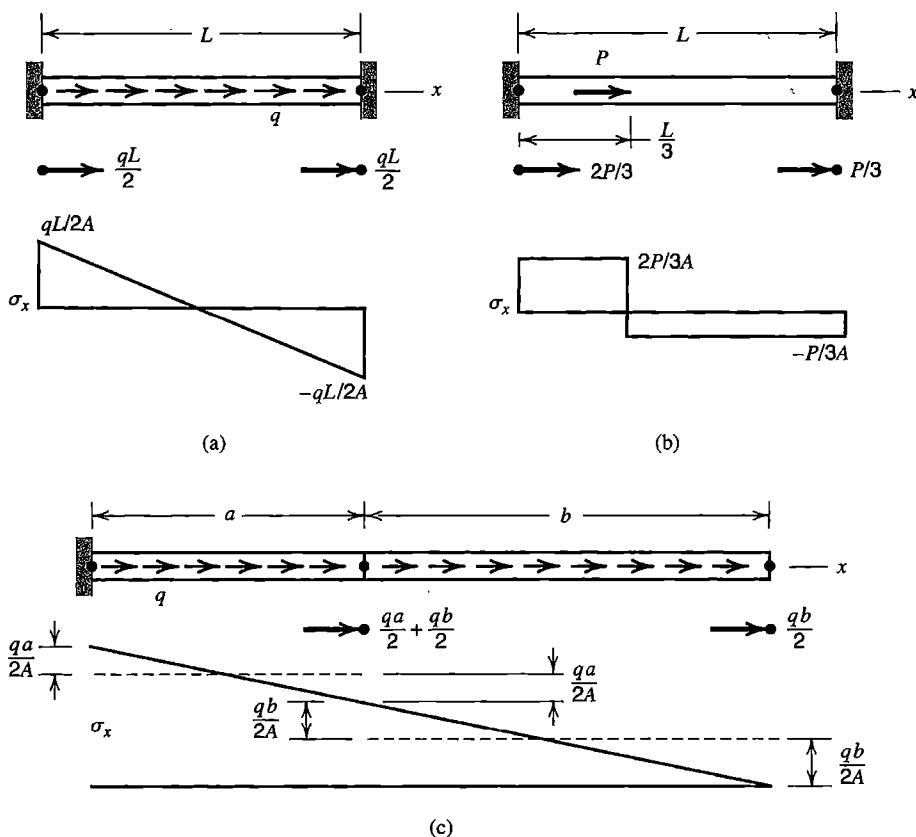 L
x
q
qL/2
qL/2
qL/2A
σx
−qL/2A
(a)
L
P
x
L/3
2P/3
P/3
2P/3A
σx
−P/3A
(b)
a
b
x
q
qa/2 + qb/2
qb/2
qa/2A
qa/2A
qb/2A
σx
qb/2A
(c)